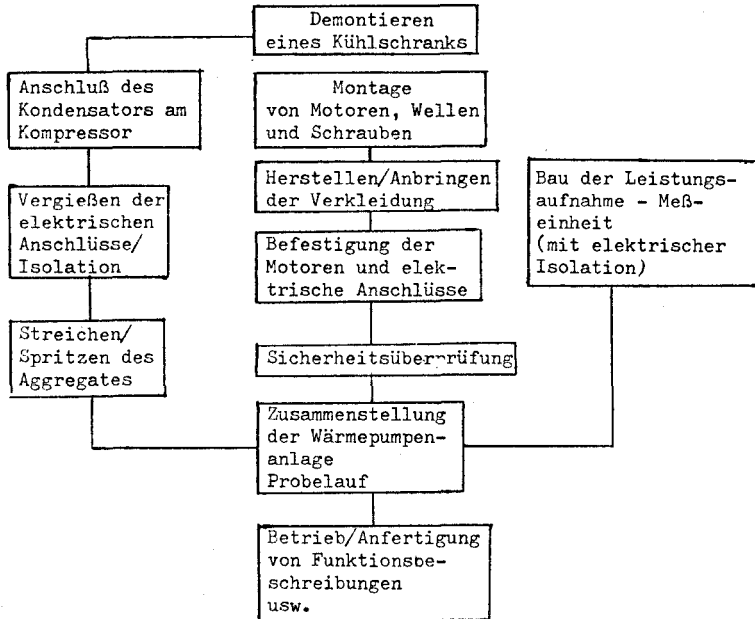 Demontieren
eines Kühlschranks
Anschluß des
Kondensators am
Kompressor
Vergießen der
elektrischen
Anschlüsse/
Isolation
Streichen/
Spritzen des
Aggregates
Montage
von Motoren, Wellen
und Schrauben
Herstellen/Anbringen
der Verkleidung
Befestigung der
Motoren und elek-
trische Anschlüsse
Sicherheitsüberprüfung
Bau der Leistungs-
aufnahme - Meß-
einheit
(mit elektrischer
Isolation)
Zusammenstellung
der Wärmepumpen-
anlage
Probelauf
Betrieb/Anfertigung
von Funktionsbe-
schreibungen
usw.